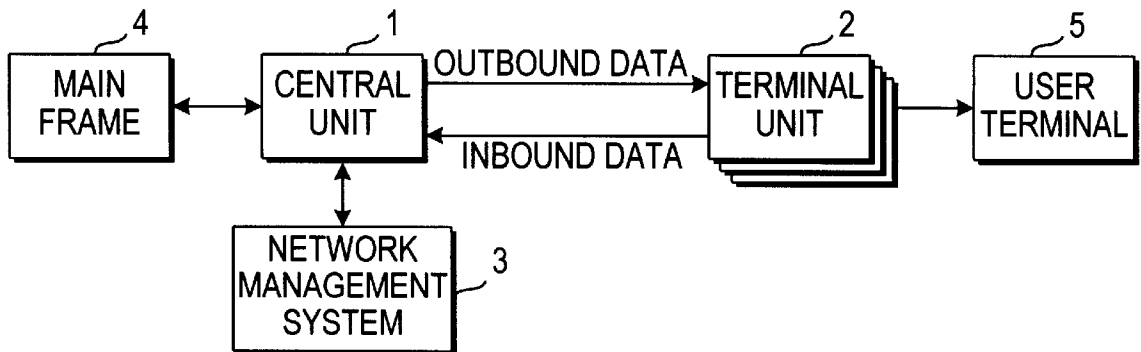 4
1
2
5
MAIN
FRAME
CENTRAL
UNIT
OUTBOUND DATA
INBOUND DATA
TERMINAL
UNIT
USER
TERMINAL
NETWORK
MANAGEMENT
SYSTEM
3